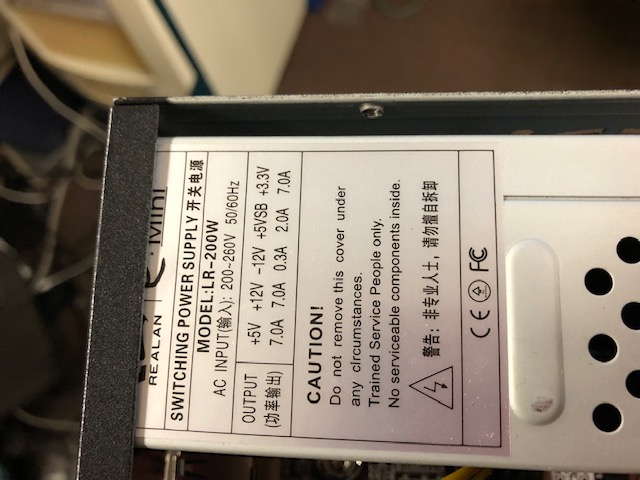 REALAN
E·Mini
SWITCHING POWER SUPPLY 开关电源
MODEL:LR-200W
AC INPUT(输入): 200~260V 50/60Hz
OUTPUT
(功率输出)
+5V +12V -12V +5VSB +3.3V
7.0A 7.0A 0.3A 2.0A 7.0A
CAUTION!
Do not remove this cover under
any clrcumstances.
Trained Service People only.
No serviceable components inside.
警告: 非专业人士, 请勿擅自拆卸
CE FC